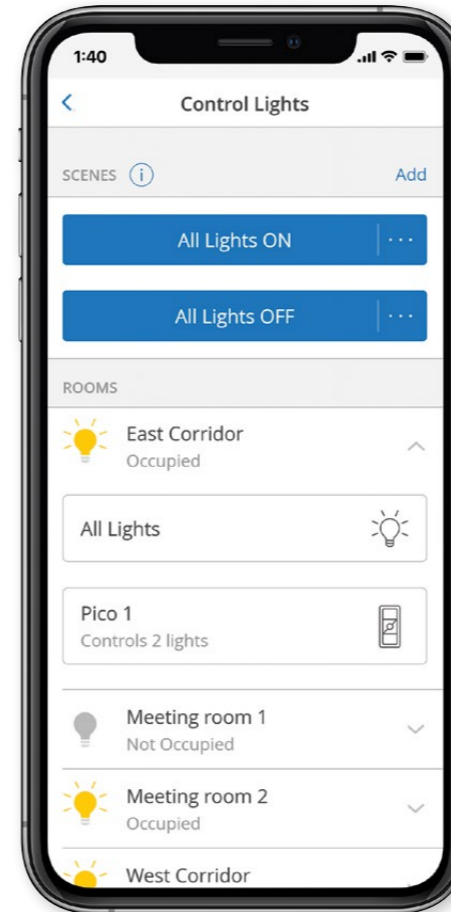 1:40
Control Lights
SCENES i Add
All Lights ON ...
All Lights OFF ...
ROOMS
East Corridor
Occupied
All Lights
Pico 1
Controls 2 lights
Meeting room 1
Not Occupied
Meeting room 2
Occupied
West Corridor